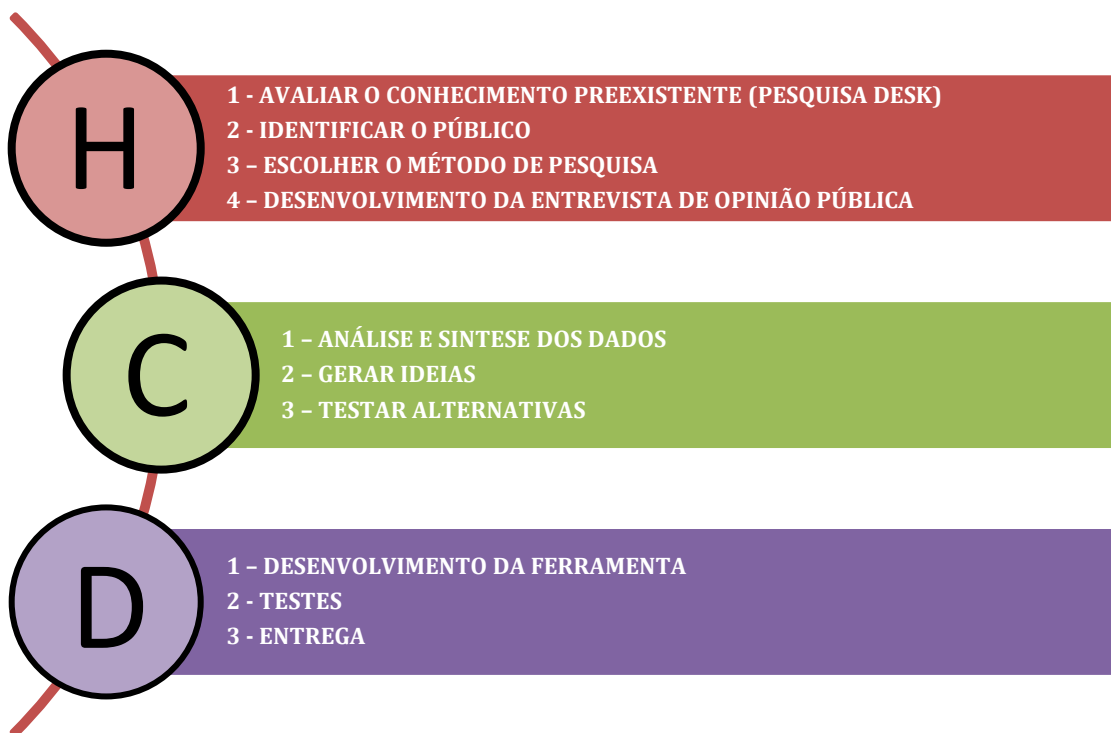 H
1 - AVALIAR O CONHECIMENTO PREEXISTENTE (PESQUISA DESK)
2 - IDENTIFICAR O PÚBLICO
3 – ESCOLHER O MÉTODO DE PESQUISA
4 – DESENVOLVIMENTO DA ENTREVISTA DE OPINIÃO PÚBLICA
C
1 – ANÁLISE E SINTESE DOS DADOS
2 – GERAR IDEIAS
3 – TESTAR ALTERNATIVAS
D
1 – DESENVOLVIMENTO DA FERRAMENTA
2 - TESTES
3 - ENTREGA